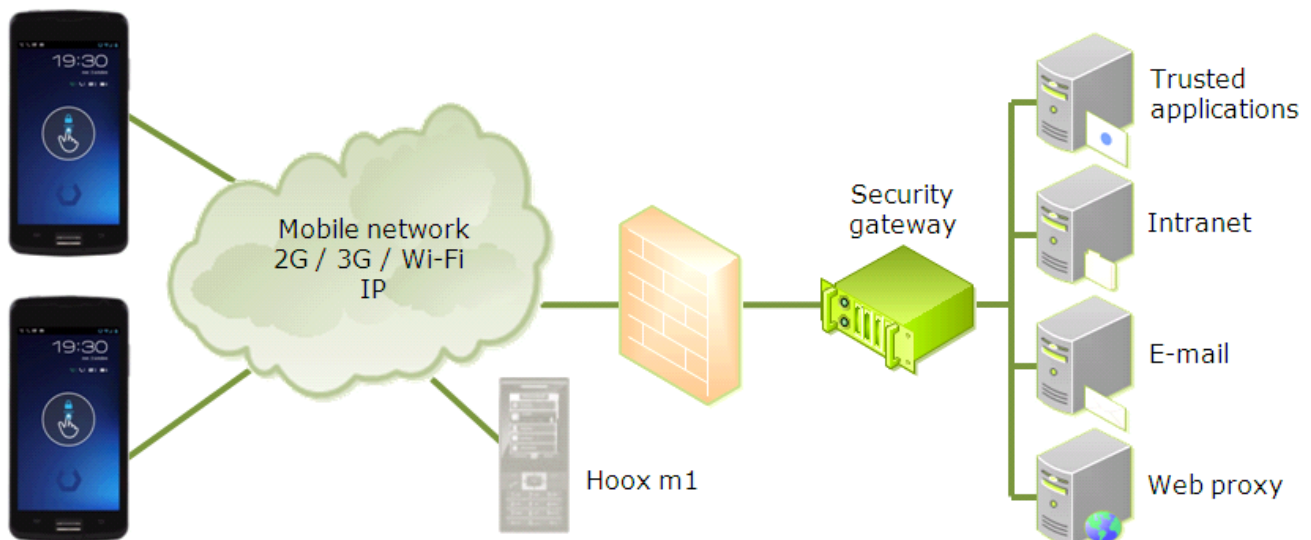 19:30
Mobile network
2G / 3G / Wi-Fi
IP
Security
gateway
Trusted
applications
Intranet
E-mail
Web proxy
Hoox m1
19:30